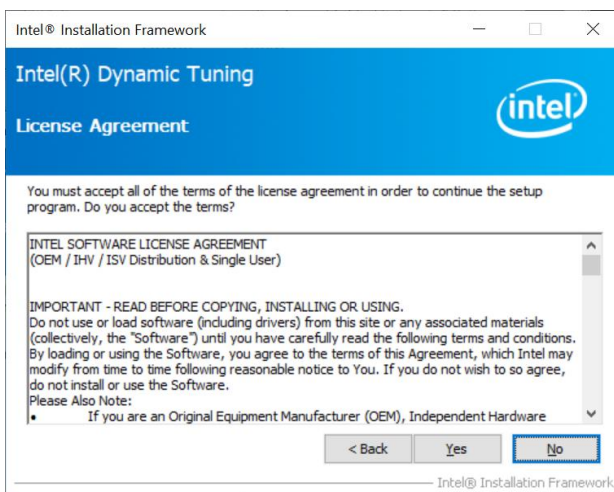 Intel® Installation Framework
Intel(R) Dynamic Tuning
License Agreement
intel
You must accept all of the terms of the license agreement in order to continue the setup
program. Do you accept the terms?
INTEL SOFTWARE LICENSE AGREEMENT
(OEM / IHV / ISV Distribution & Single User)
IMPORTANT - READ BEFORE COPYING, INSTALLING OR USING.
Do not use or load software (including drivers) from this site or any associated materials
(collectively, the "Software") until you have carefully read the following terms and conditions.
By loading or using the Software, you agree to the terms of this Agreement, which Intel may
modify from time to time following reasonable notice to You. If you do not wish to so agree,
do not install or use the Software.
Please Also Note:
• If you are an Original Equipment Manufacturer (OEM), Independent Hardware
< Back Yes No
Intel® Installation Framework